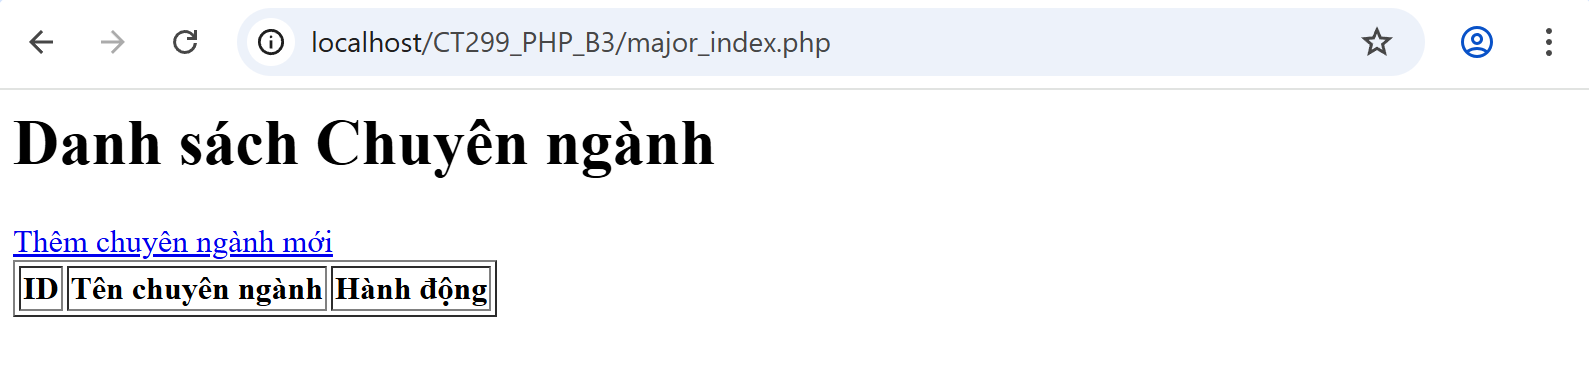 localhost/CT299_PHP_B3/major_index.php
Danh sách Chuyên ngành
Thêm chuyên ngành mới
ID Tên chuyên ngành Hành động